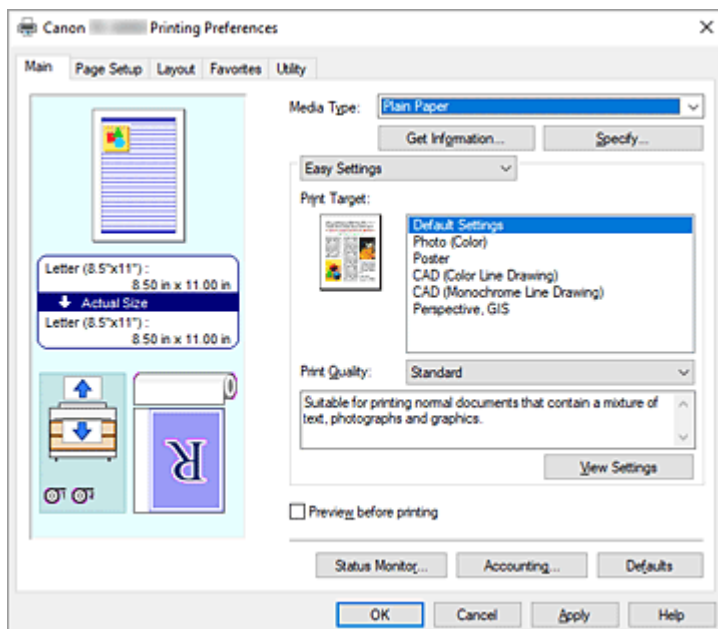 Canon Printing Preferences
Main Page Setup Layout Favorites Utility
Media Type: Plain Paper
Get Information... Specify...
Easy Settings
Print Target:
Default Settings
Photo (Color)
Poster
CAD (Color Line Drawing)
CAD (Monochrome Line Drawing)
Perspective, GIS
Letter (8.5"x11") :
8.50 in x 11.00 in
Actual Size
Letter (8.5"x11") :
8.50 in x 11.00 in
R
Print Quality: Standard
Suitable for printing normal documents that contain a mixture of
text, photographs and graphics.
View Settings
Preview before printing
Status Monitor... Accounting... Defaults
OK Cancel Apply Help